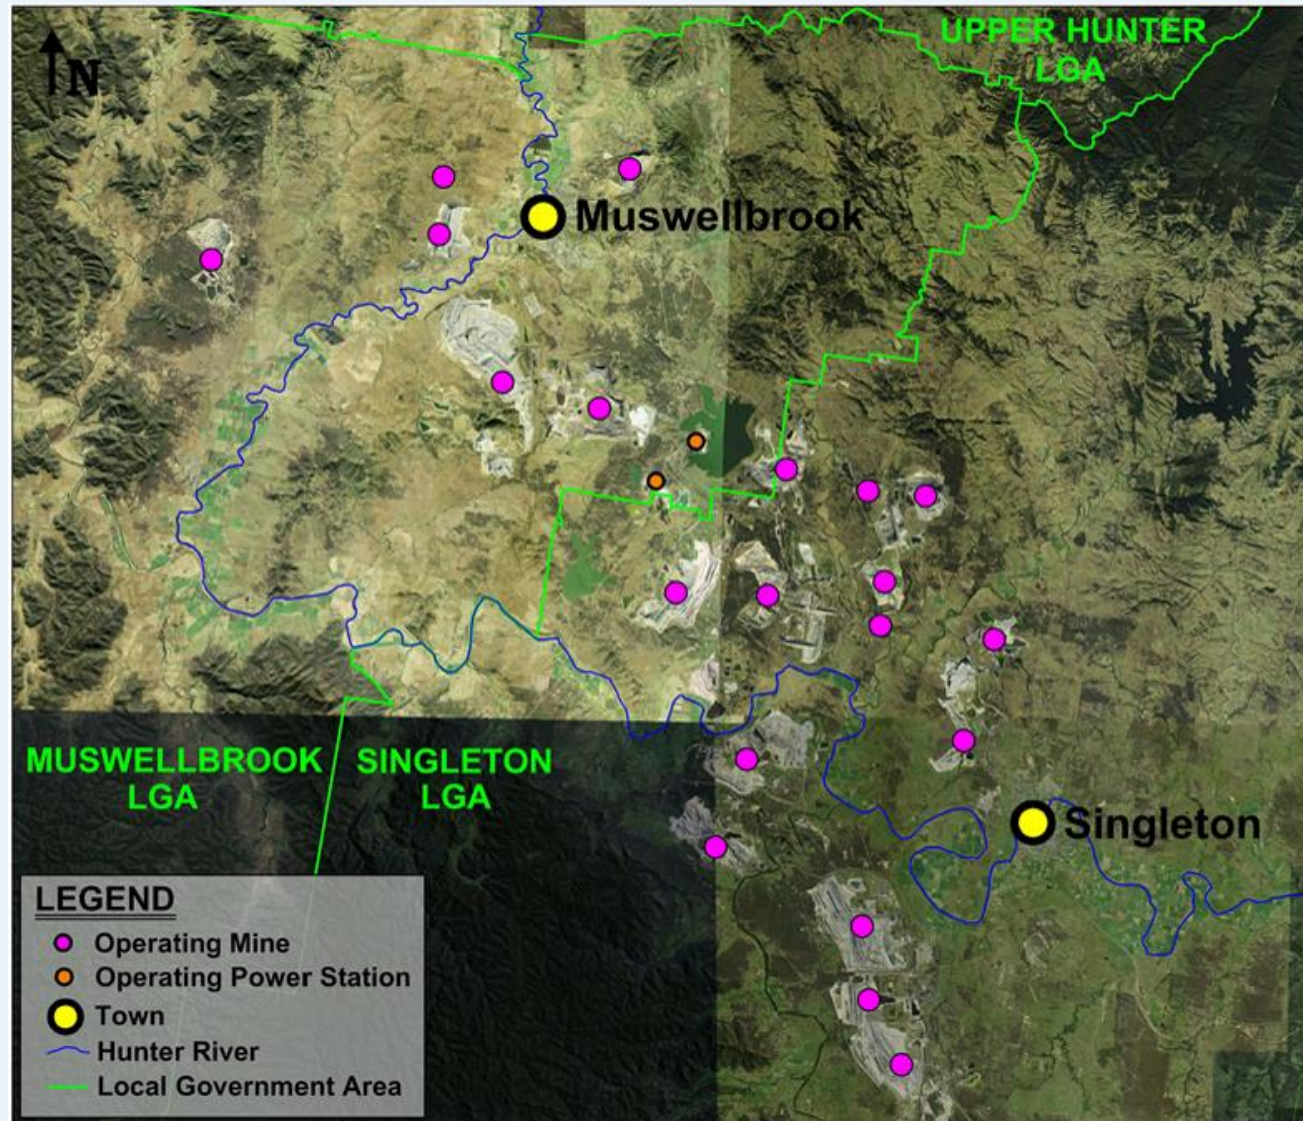 UPPER HUNTER
LGA
N
Muswellbrook
MUSWELLBROOK
LGA
SINGLETON
LGA
Singleton
LEGEND
Operating Mine
Operating Power Station
Town
Hunter River
Local Government Area